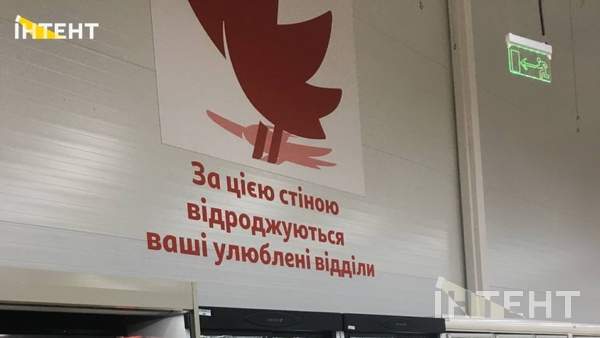 ІНТЕНТ
За цією стіною
відроджуються
ваші улюблені відділи
ІНТЕНТ